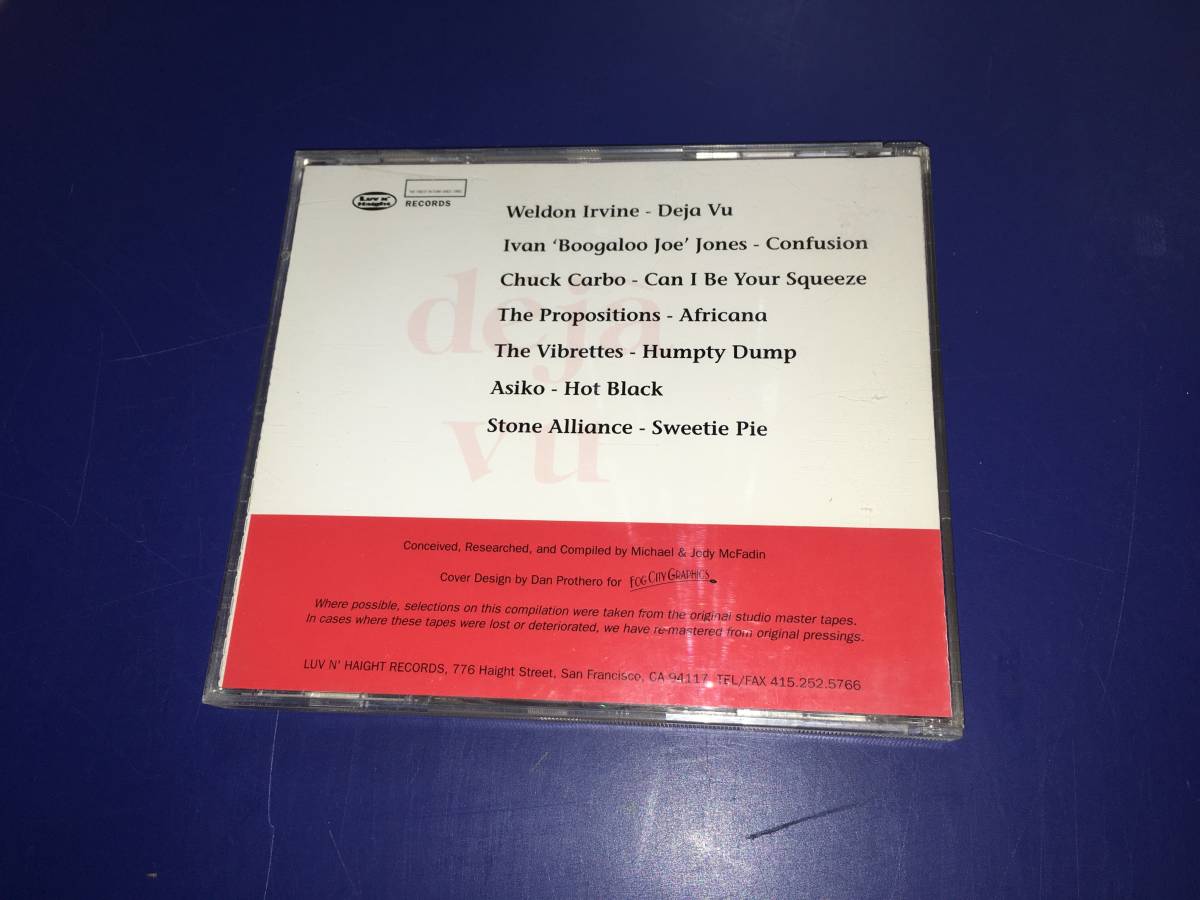 Luv N' Haight
RECORDS
Weldon Irvine - Deja Vu
Ivan ‘Boogaloo Joe’ Jones - Confusion
Chuck Carbo - Can I Be Your Squeeze
The Propositions - Africana
The Vibrettes - Humpty Dump
Asiko - Hot Black
Stone Alliance - Sweetie Pie
deja
vu
Conceived, Researched, and Compiled by Michael & Jody McFadin
Cover Design by Dan Prothero for FOG CITY GRAPHICS
Where possible, selections on this compilation were taken from the original studio master tapes.
In cases where these tapes were lost or deteriorated, we have re-mastered from original pressings.
LUV N' HAIGHT RECORDS, 776 Haight Street, San Francisco, CA 94117 TEL/FAX 415.252.5766